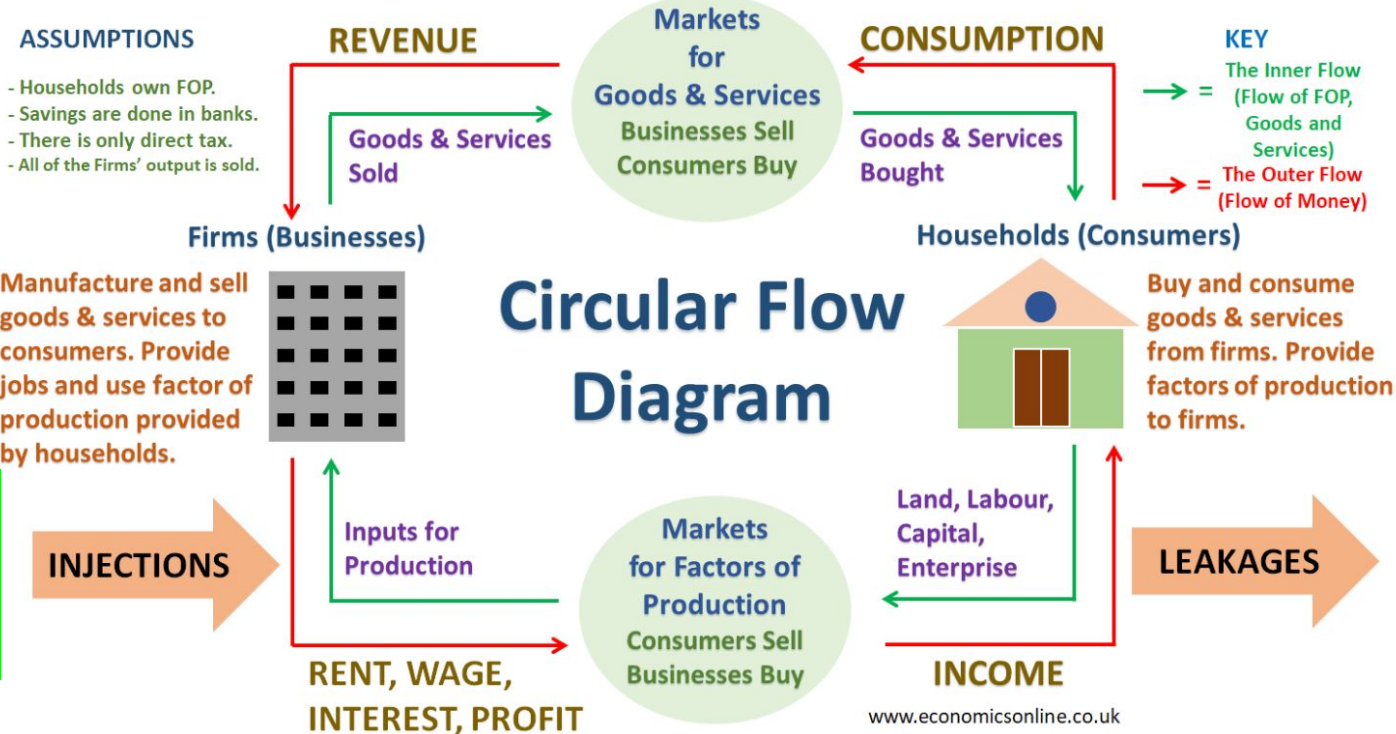 ASSUMPTIONS
- Households own FOP.
- Savings are done in banks.
- There is only direct tax.
- All of the Firms' output is sold.
REVENUE
Markets
for
Goods & Services
Businesses Sell
Consumers Buy
CONSUMPTION
KEY
= The Inner Flow
(Flow of FOP,
Goods and
Services)
= The Outer Flow
(Flow of Money)
Goods & Services
Sold
Goods & Services
Bought
Firms (Businesses)
Households (Consumers)
Manufacture and sell
goods & services to
consumers. Provide
jobs and use factor of
production provided
by households.
Circular Flow
Diagram
Buy and consume
goods & services
from firms. Provide
factors of production
to firms.
INJECTIONS
Inputs for
Production
Markets
for Factors of
Production
Consumers Sell
Businesses Buy
Land, Labour,
Capital,
Enterprise
LEAKAGES
RENT, WAGE,
INTEREST, PROFIT
INCOME
www.economicsonline.co.uk